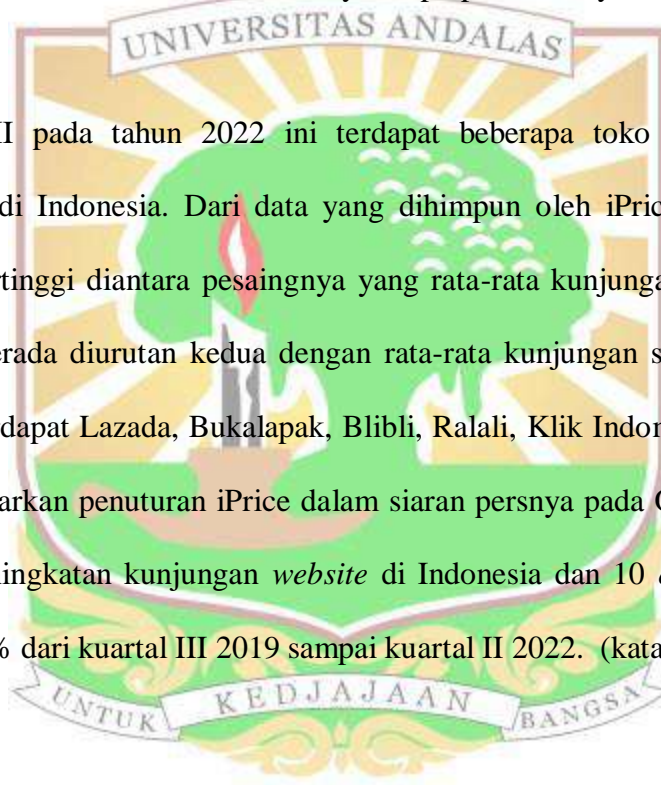 UNIVERSITAS ANDALAS
II pada tahun 2022 ini terdapat beberapa toko
di Indonesia. Dari data yang dihimpun oleh iPric
rtinggi diantara pesaingnya yang rata-rata kunjunga
erada diurutan kedua dengan rata-rata kunjungan s
dapat Lazada, Bukalapak, Blibli, Ralali, Klik Indon
arkan penuturan iPrice dalam siaran persnya pada
ningkatan kunjungan website di Indonesia dan 10
% dari kuartal III 2019 sampai kuartal II 2022. (kata
UNTUK KEDJAJAAN BANGSA